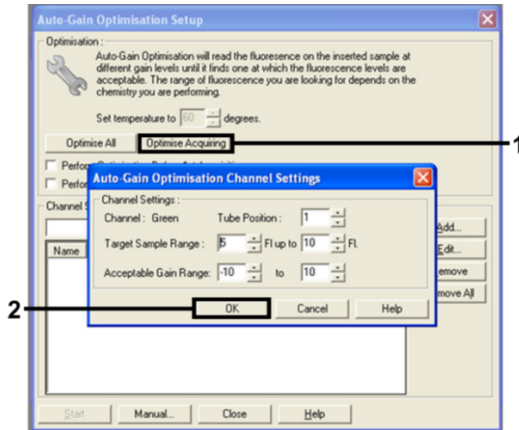 Auto-Gain Optimisation Setup
Optimisation :
Auto-Gain Optimisation will read the fluoresence on the inserted sample at
different gain levels until it finds one at which the fluorescence levels are
acceptable. The range of fluorescence you are looking for depends on the
chemistry you are performing.
Set temperature to 60 degrees.
Optimise All Optimise Acquiring
1
Auto-Gain Optimisation Channel Settings
Channel Settings :
Channel : Green Tube Position : 1
Target Sample Range : 5 Fl up to 10 Fl.
Acceptable Gain Range: -10 to 10
OK Cancel Help
2
Name
Add...
Edit...
Start Manual... Close Help